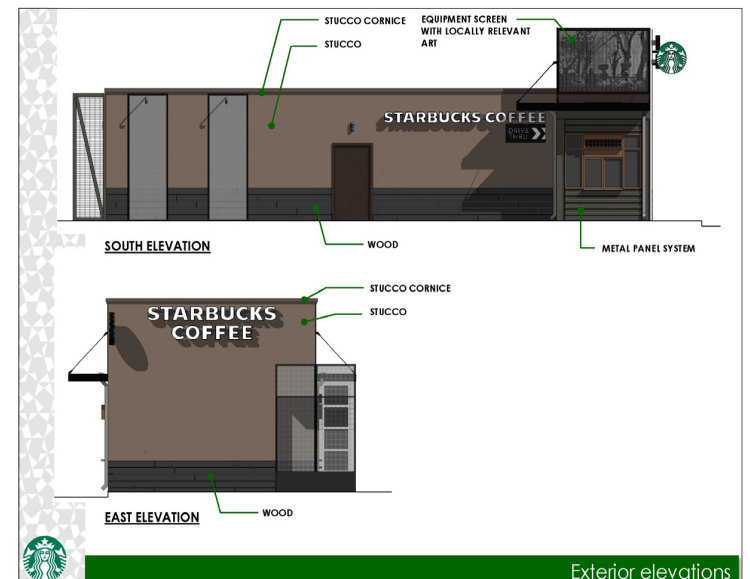 STUCCO CORNICE
STUCCO
EQUIPMENT SCREEN
WITH LOCALLY RELEVANT
ART
STARBUCKS COFFEE
DRIVE
THRU
SOUTH ELEVATION
WOOD
METAL PANEL SYSTEM
STUCCO CORNICE
STUCCO
STARBUCKS
COFFEE
EAST ELEVATION
WOOD
Exterior elevations